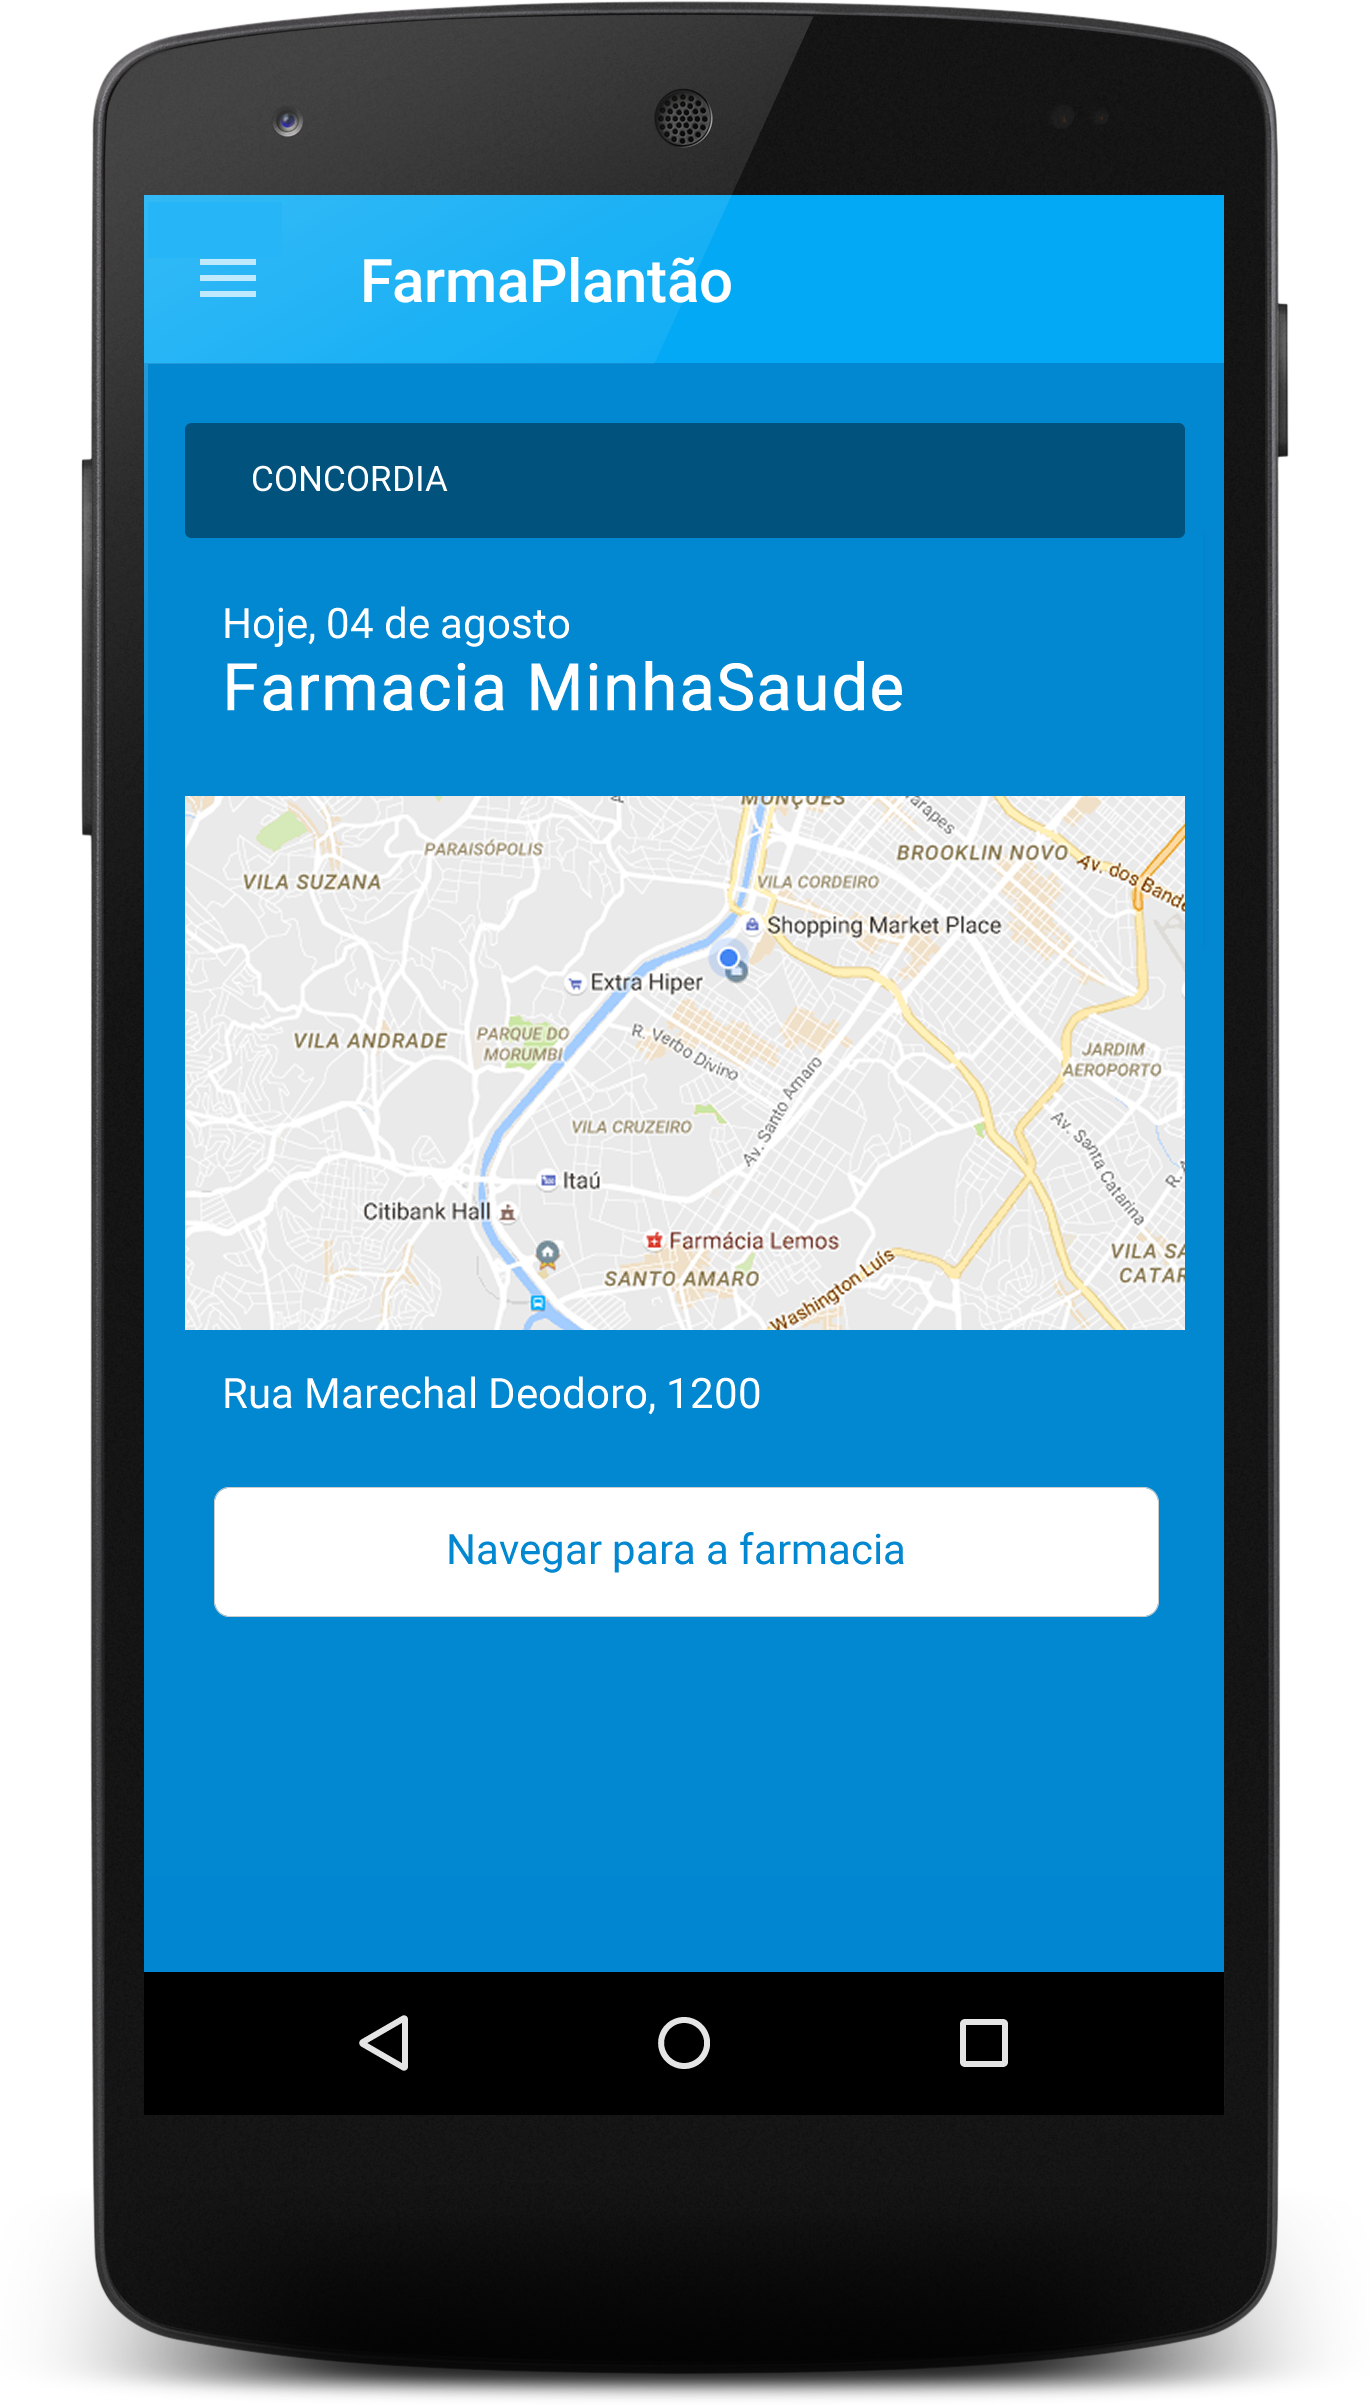 FarmaPlantão
CONCORDIA
Hoje, 04 de agosto
Farmacia MinhaSaude
MONÇÕES
PARAISÓPOLIS
BROOKLIN NOVO
Av. dos Bande
VILA SUZANA
VILA CORDEIRO
Shopping Market Place
Extra Hiper
VILA ANDRADE
PARQUE DO
MORUMBI
R. Verbo Divino
JARDIM
AEROPORTO
Av. Santo Amaro
VILA CRUZEIRO
Av. Santa Catarina
Itaú
Citibank Hall
Farmácia Lemos
VILA SA
CATAR
SANTO AMARO
Washington Luís
Rua Marechal Deodoro, 1200
Navegar para a farmacia